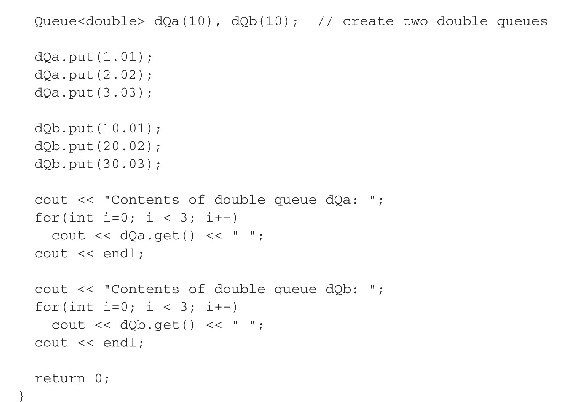 Queue<double> dQa(10), dQb(10);  // create two double queues
dQa.put(1.01);
dQa.put(2.02);
dQa.put(3.03);
dQb.put(10.01);
dQb.put(20.02);
dQb.put(30.03);
cout << "Contents of double queue dQa: ";
for(int i=0; i < 3; i++)
cout << dQa.get() << " ";
cout << endl;
cout << "Contents of double queue dQb: ";
for(int i=0; i < 3; i++)
cout << dQb.get() << " ";
cout << endl;
return 0;
}